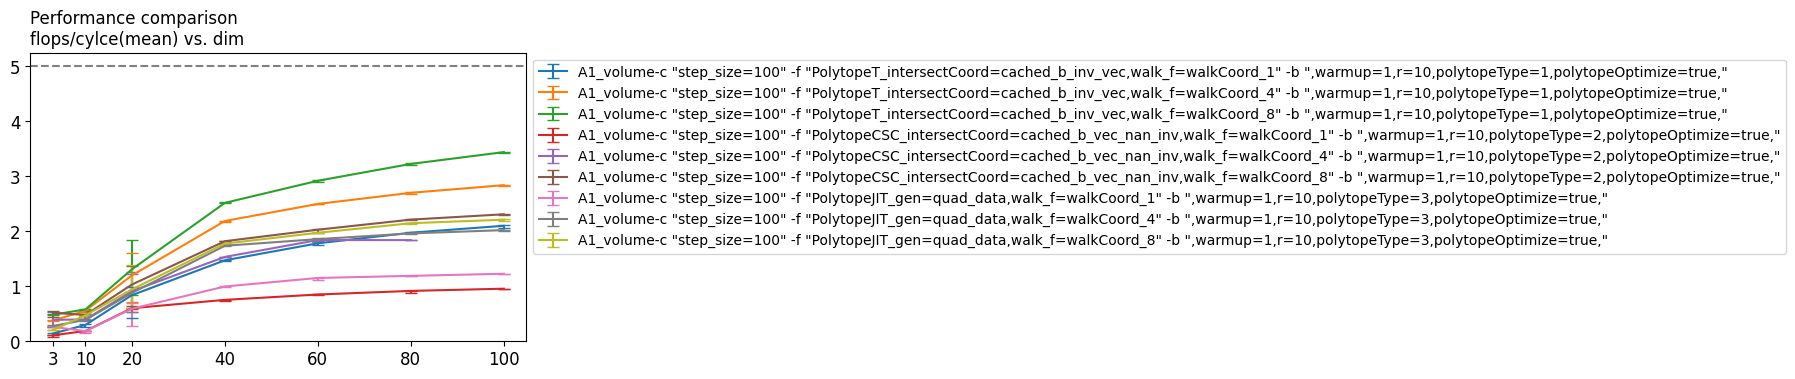 Performance comparison
flops/cylce(mean) vs. dim
5
4
3
2
1
0
3 10 20 40 60 80 100
A1_volume-c "step_size=100" -f "PolytopeT_intersectCoord=cached_b_inv_vec,walk_f=walkCoord_1" -b ",warmup=1,r=10,polytopeType=1,polytopeOptimize=true,"
A1_volume-c "step_size=100" -f "PolytopeT_intersectCoord=cached_b_inv_vec,walk_f=walkCoord_4" -b ",warmup=1,r=10,polytopeType=1,polytopeOptimize=true,"
A1_volume-c "step_size=100" -f "PolytopeT_intersectCoord=cached_b_inv_vec,walk_f=walkCoord_8" -b ",warmup=1,r=10,polytopeType=1,polytopeOptimize=true,"
A1_volume-c "step_size=100" -f "PolytopeCSC_intersectCoord=cached_b_vec_nan_inv,walk_f=walkCoord_1" -b ",warmup=1,r=10,polytopeType=2,polytopeOptimize=true,"
A1_volume-c "step_size=100" -f "PolytopeCSC_intersectCoord=cached_b_vec_nan_inv,walk_f=walkCoord_4" -b ",warmup=1,r=10,polytopeType=2,polytopeOptimize=true,"
A1_volume-c "step_size=100" -f "PolytopeCSC_intersectCoord=cached_b_vec_nan_inv,walk_f=walkCoord_8" -b ",warmup=1,r=10,polytopeType=2,polytopeOptimize=true,"
A1_volume-c "step_size=100" -f "PolytopeJIT_gen=quad_data,walk_f=walkCoord_1" -b ",warmup=1,r=10,polytopeType=3,polytopeOptimize=true,"
A1_volume-c "step_size=100" -f "PolytopeJIT_gen=quad_data,walk_f=walkCoord_4" -b ",warmup=1,r=10,polytopeType=3,polytopeOptimize=true,"
A1_volume-c "step_size=100" -f "PolytopeJIT_gen=quad_data,walk_f=walkCoord_8" -b ",warmup=1,r=10,polytopeType=3,polytopeOptimize=true,"